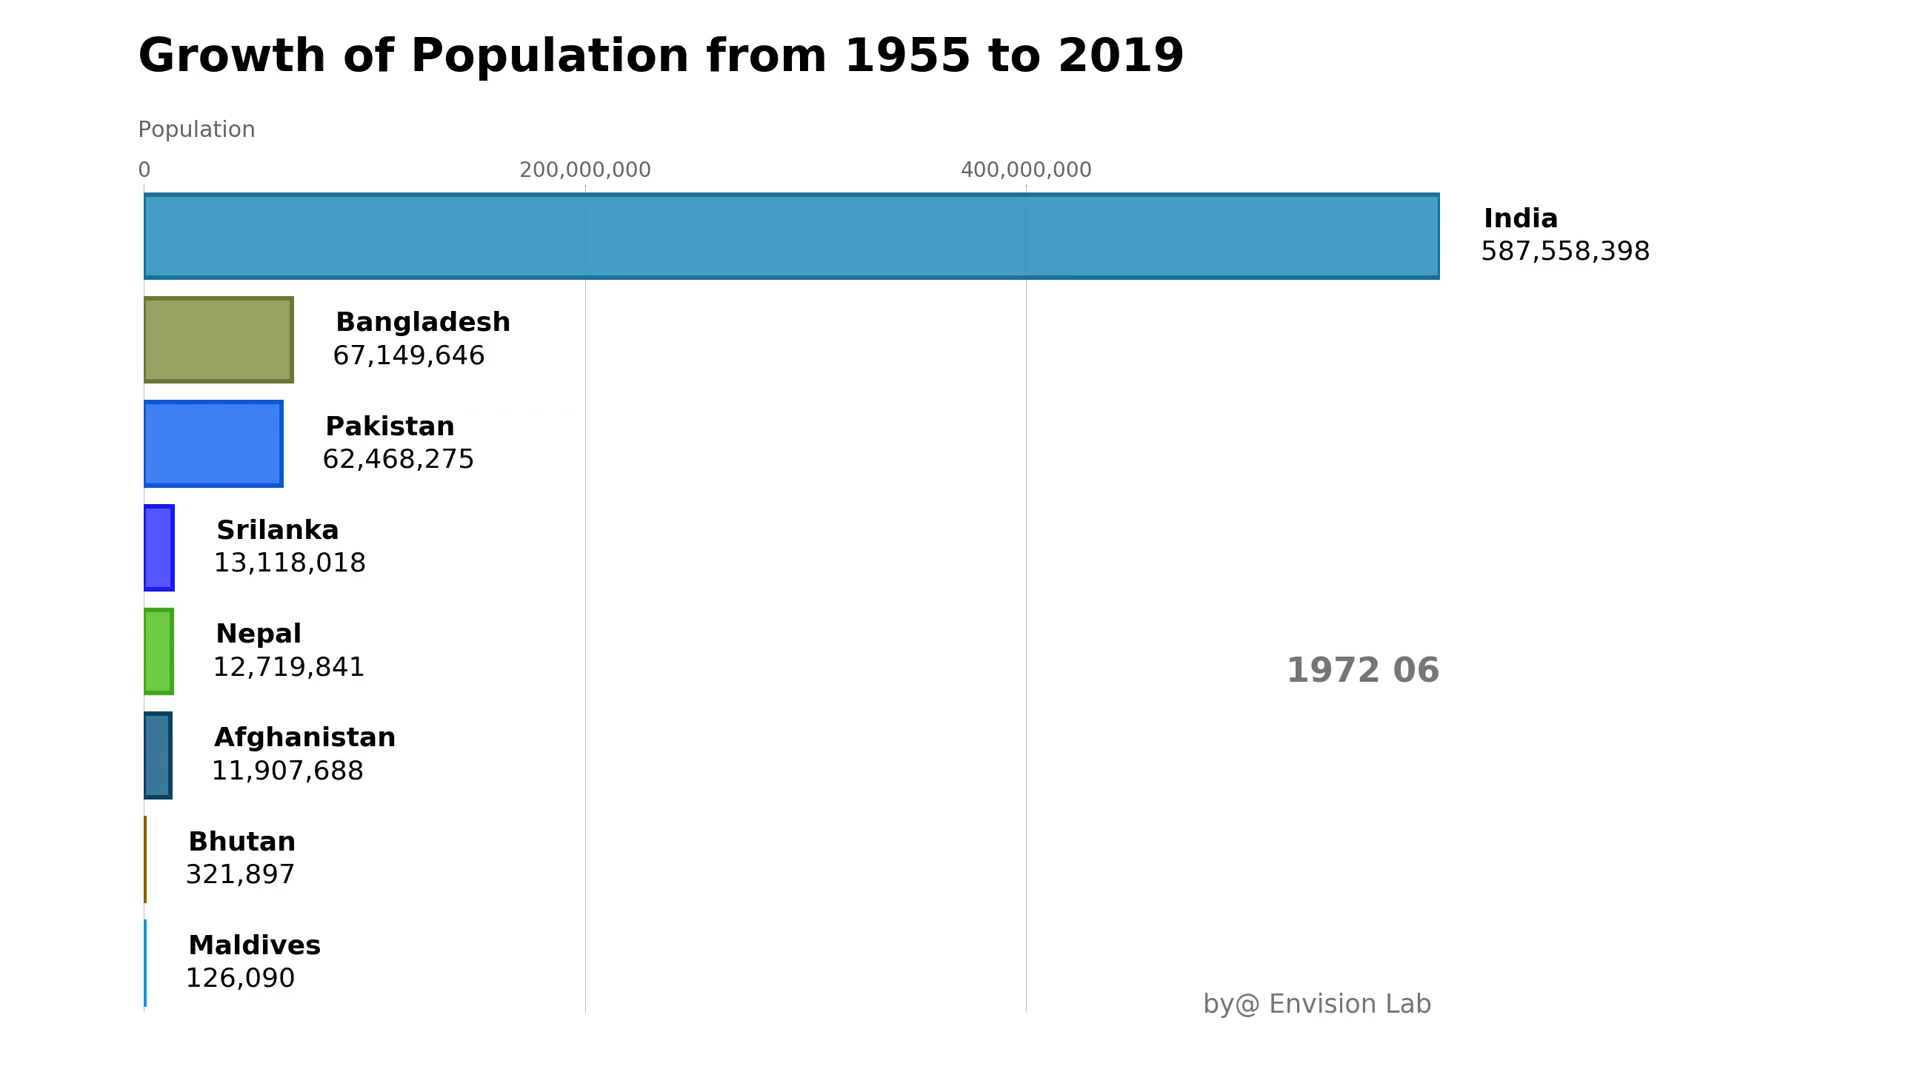 Growth of Population from 1955 to 2019
Population
0 200,000,000 400,000,000
India
587,558,398
Bangladesh
67,149,646
Pakistan
62,468,275
Srilanka
13,118,018
Nepal
12,719,841
1972 06
Afghanistan
11,907,688
Bhutan
321,897
Maldives
126,090
by@ Envision Lab